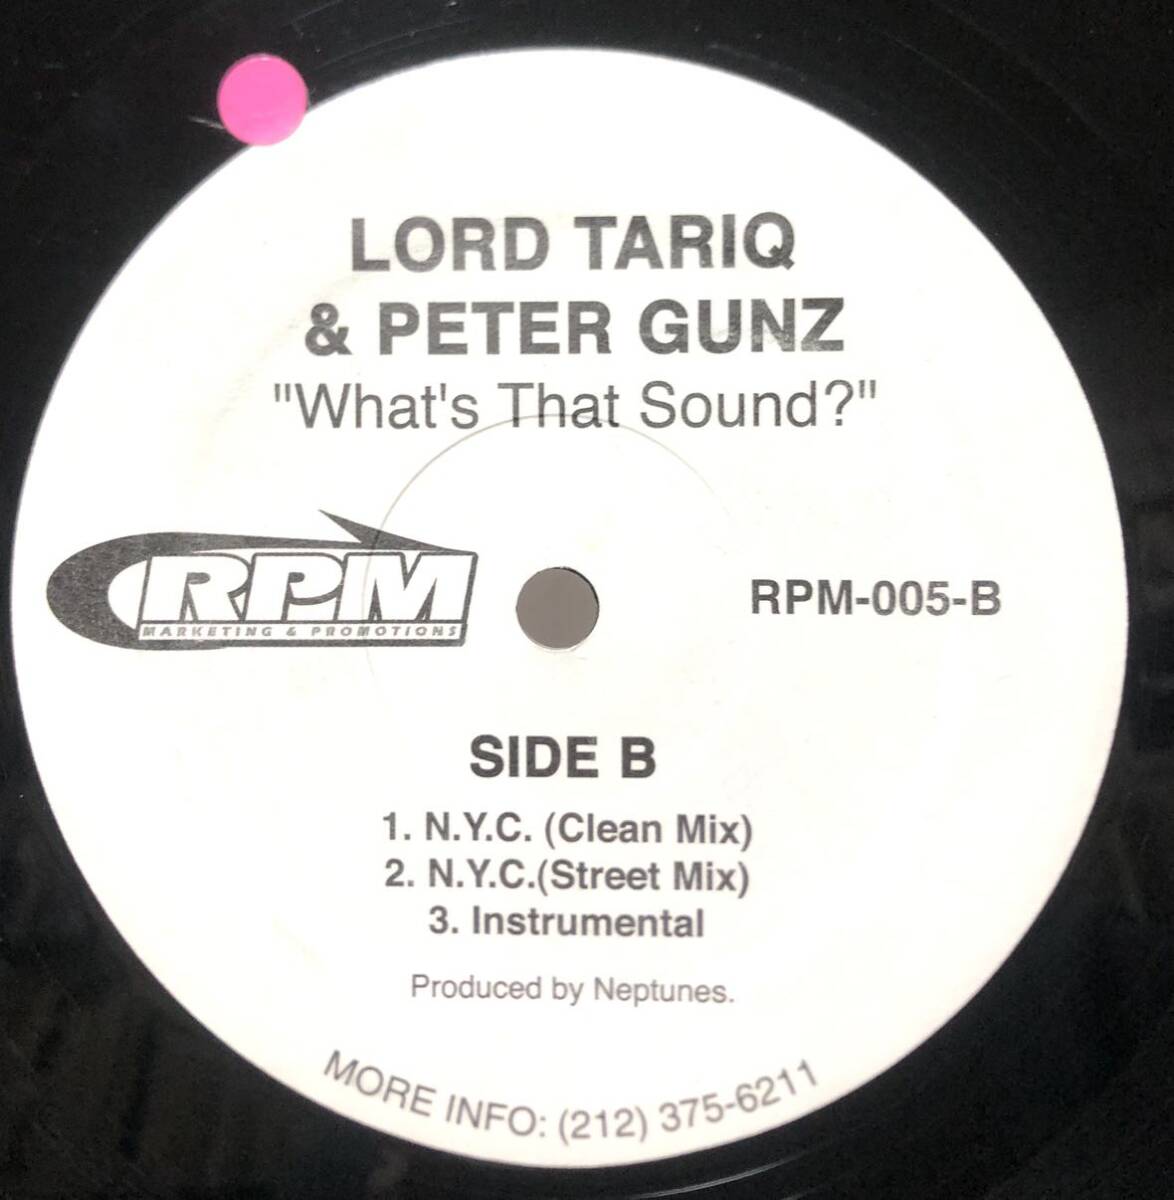 LORD TARIQ
& PETER GUNZ
"What's That Sound?"
RPM
MARKETING & PROMOTIONS
RPM-005-B
SIDE B
1. N.Y.C. (Clean Mix)
2. N.Y.C.(Street Mix)
3. Instrumental
Produced by Neptunes.
MORE INFO: (212) 375-6211